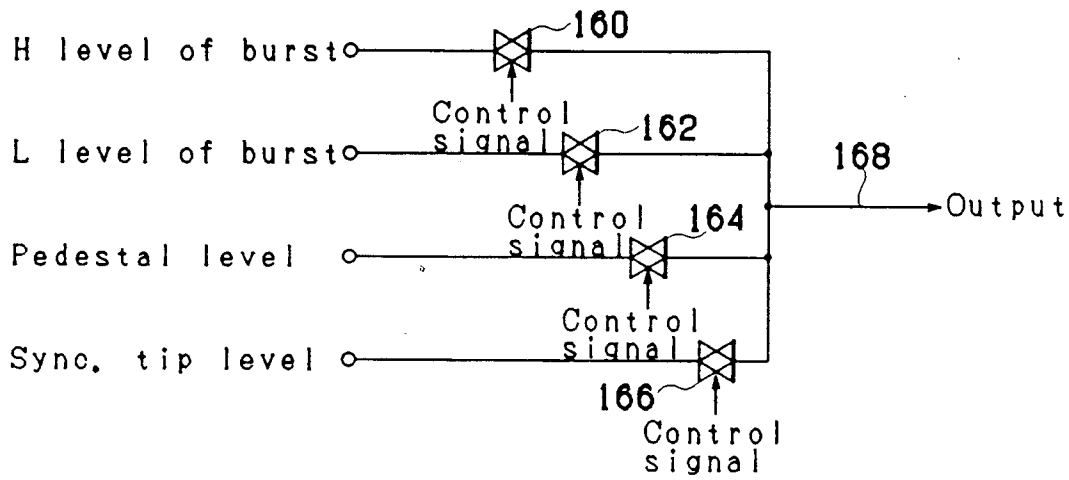 160
H level of burst
Control
signal
162
L level of burst
168
Control
signal
164
Output
Pedestal level
Control
signal
Sync. tip level
166
Control
signal